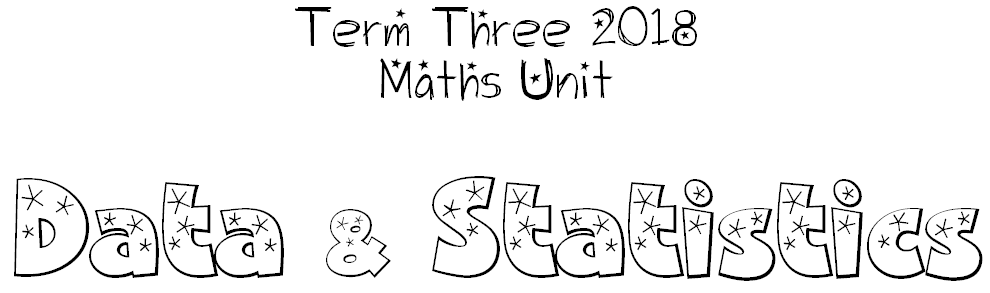 Term Three 2018
Maths Unit
Data & Statistics